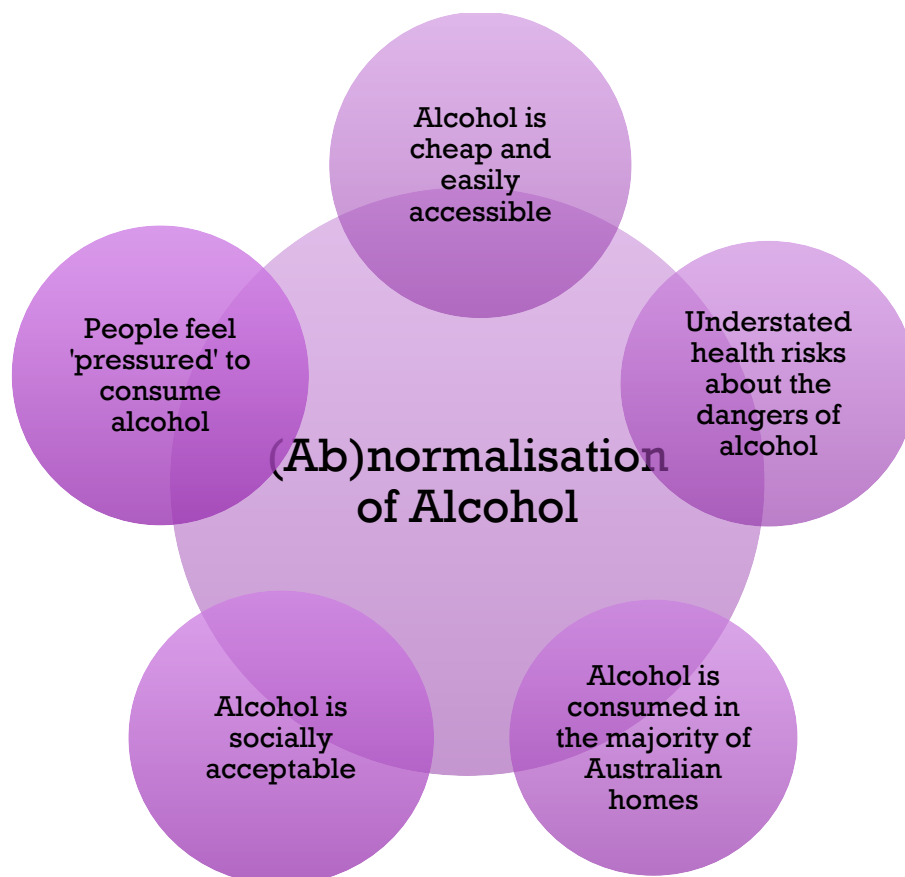 Alcohol is
cheap and
easily
accessible
People feel
'pressured' to
consume
alcohol
Understated
health risks
about the
dangers of
alcohol
(Ab)normalisation
of Alcohol
Alcohol is
socially
acceptable
Alcohol is
consumed in
the majority of
Australian
homes